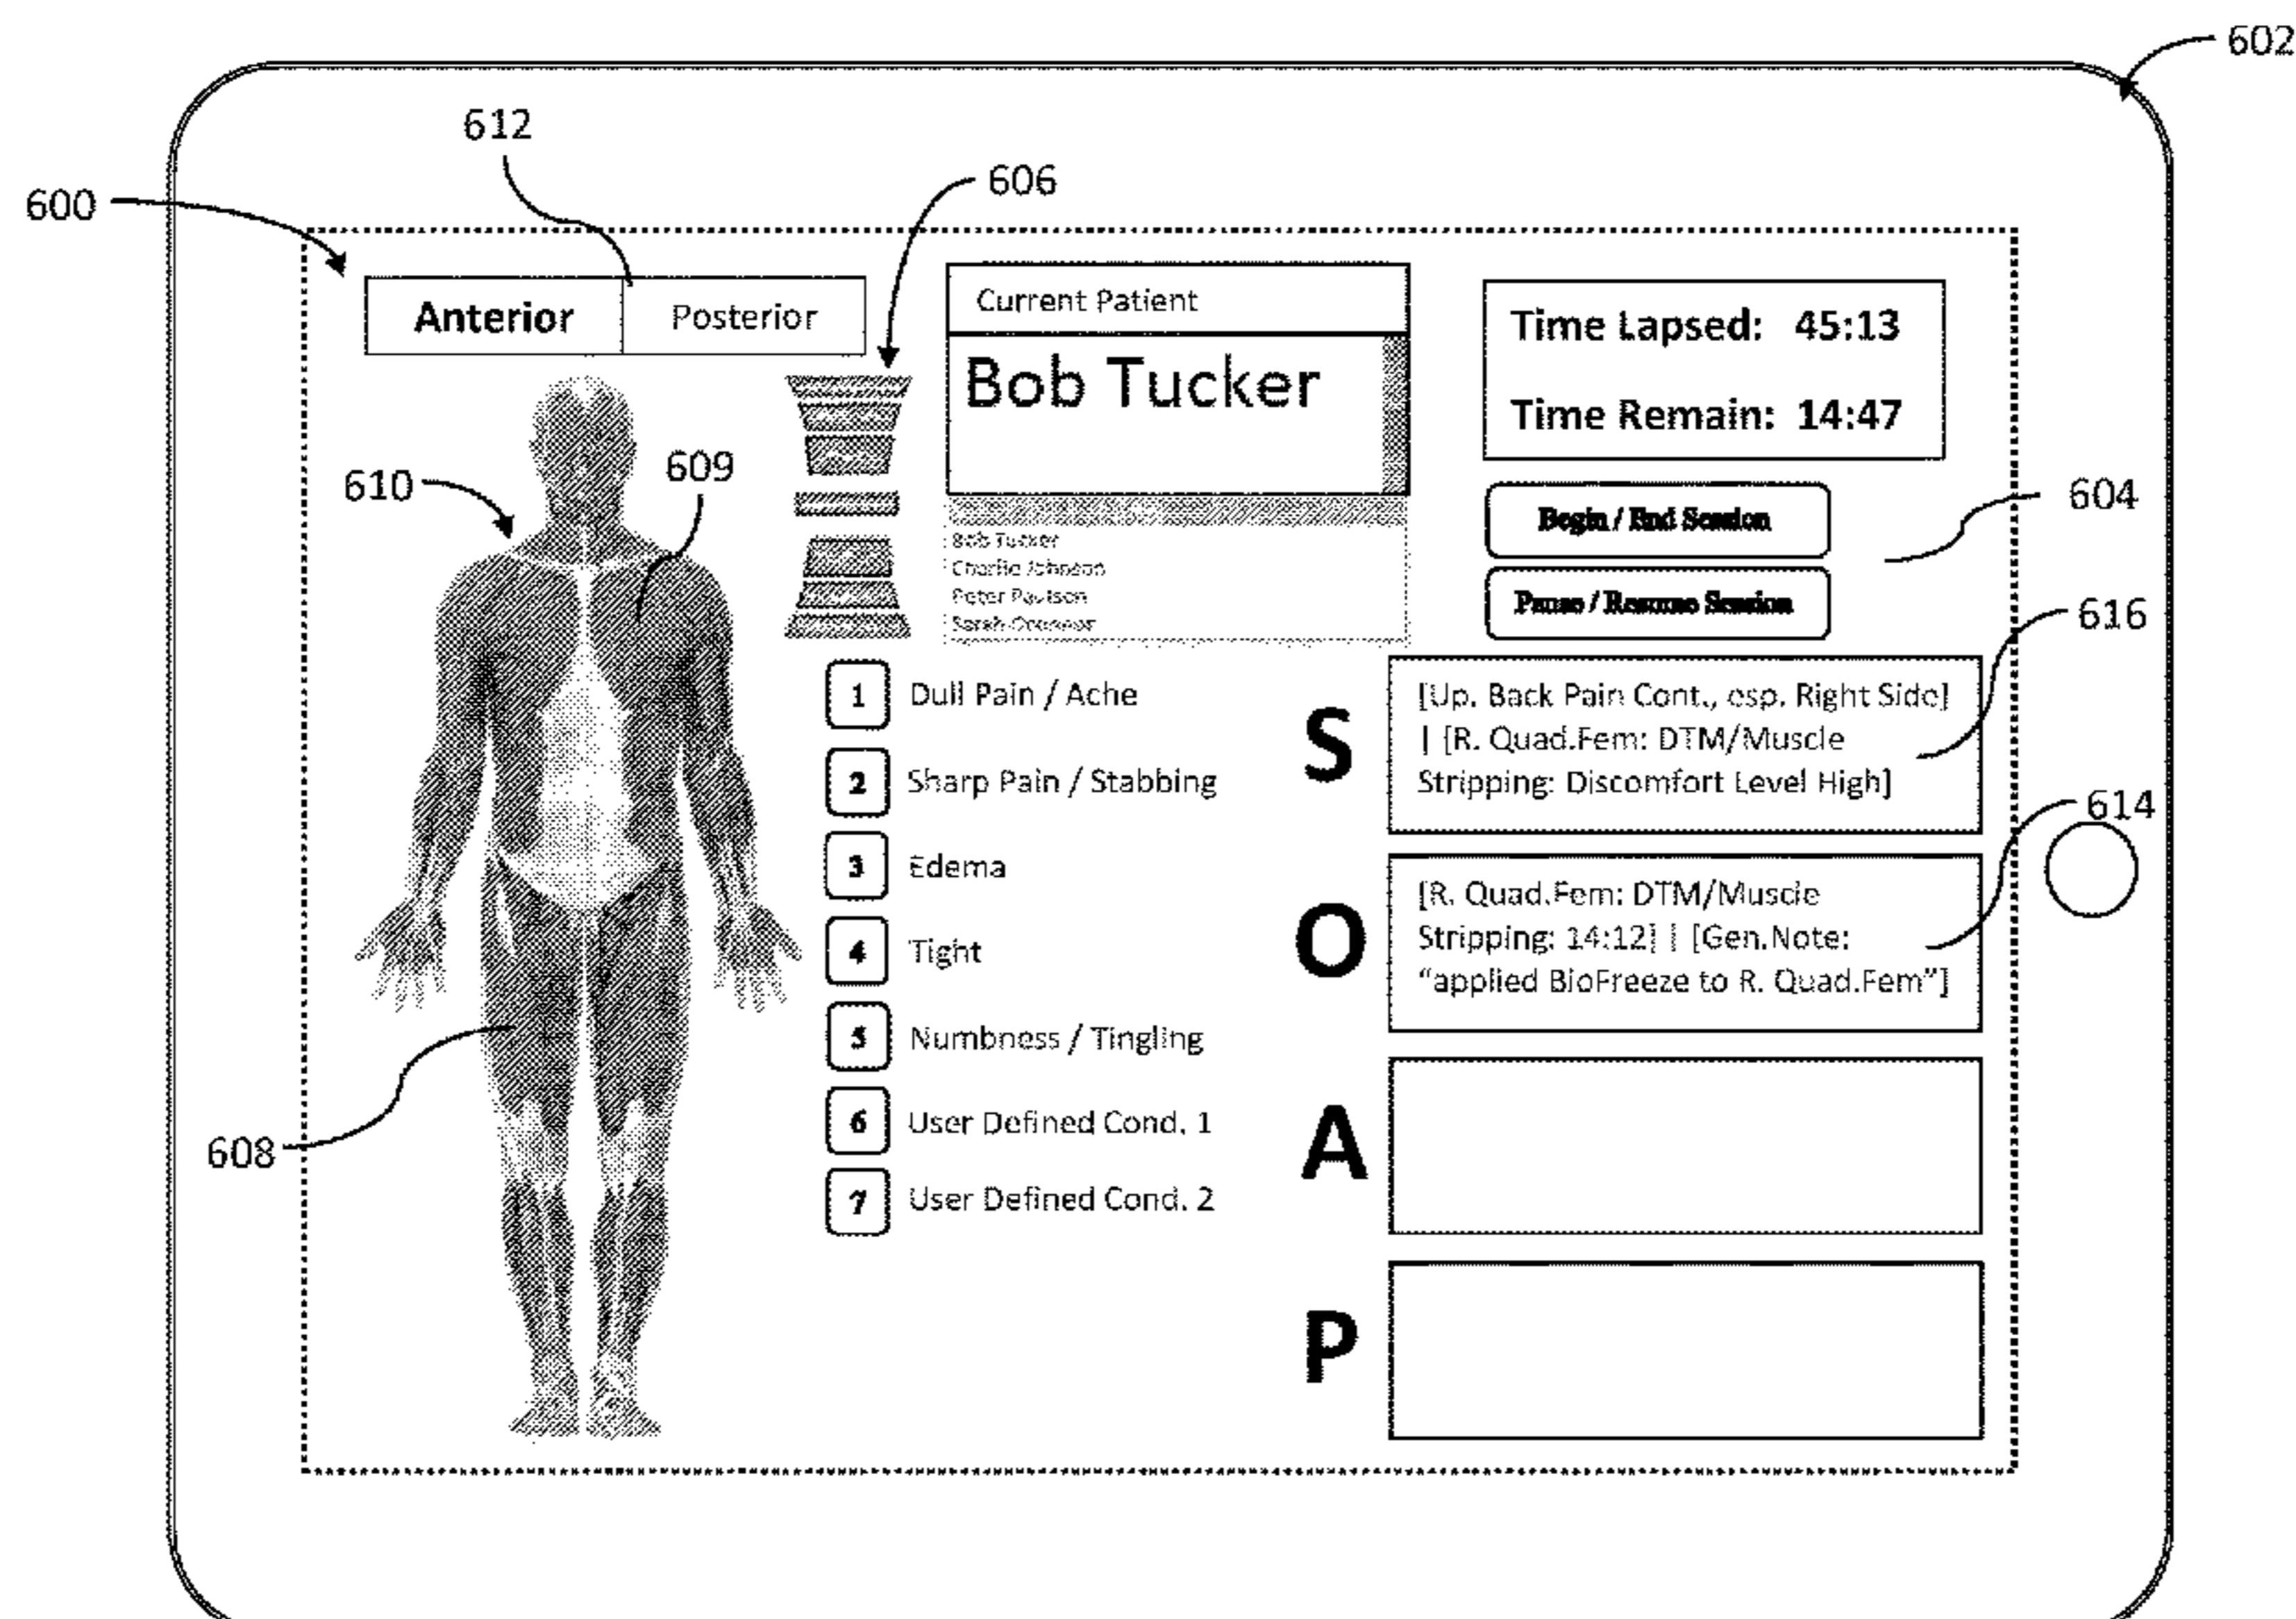 602
612
606
600
Anterior
Posterior
Current Patient
Bob Tucker
Time Lapsed: 45:13
Time Remain: 14:47
610
609
604
Begin / End Session
Pause / Resume Session
Bob Tucker
Charlie Johnson
Peter Paulson
Sarah Oconnor
616
1 Dull Pain / Ache
2 Sharp Pain / Stabbing
3 Edema
4 Tight
5 Numbness / Tingling
6 User Defined Cond. 1
7 User Defined Cond. 2
608
S
[Up. Back Pain Cont., esp. Right Side]
| [R. Quad.Fem: DTM/Muscle
Stripping: Discomfort Level High]
614
O
[R. Quad.Fem: DTM/Muscle
Stripping: 14:12] | [Gen.Note:
“applied BioFreeze to R. Quad.Fem”]
A
P